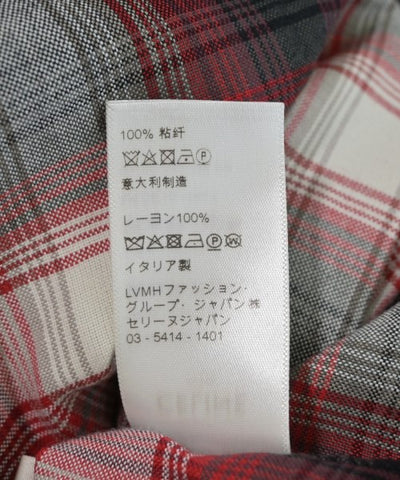 100% 粘纤
意大利制造
レーヨン100%
イタリア製
LVMHファッション・
グループ・ジャパン㈱
セリーヌジャパン
03 - 5414 - 1401